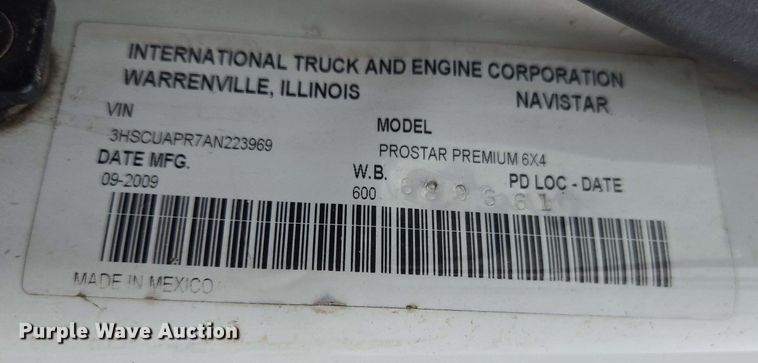 INTERNATIONAL TRUCK AND ENGINE CORPORATION
WARRENVILLE, ILLINOIS NAVISTAR
VIN
3HSCUAPR7AN223969
MODEL
PROSTAR PREMIUM 6X4
DATE MFG.
09-2009
W.B.
600
PD LOC - DATE
MADE IN MEXICO
Purple Wave Auction